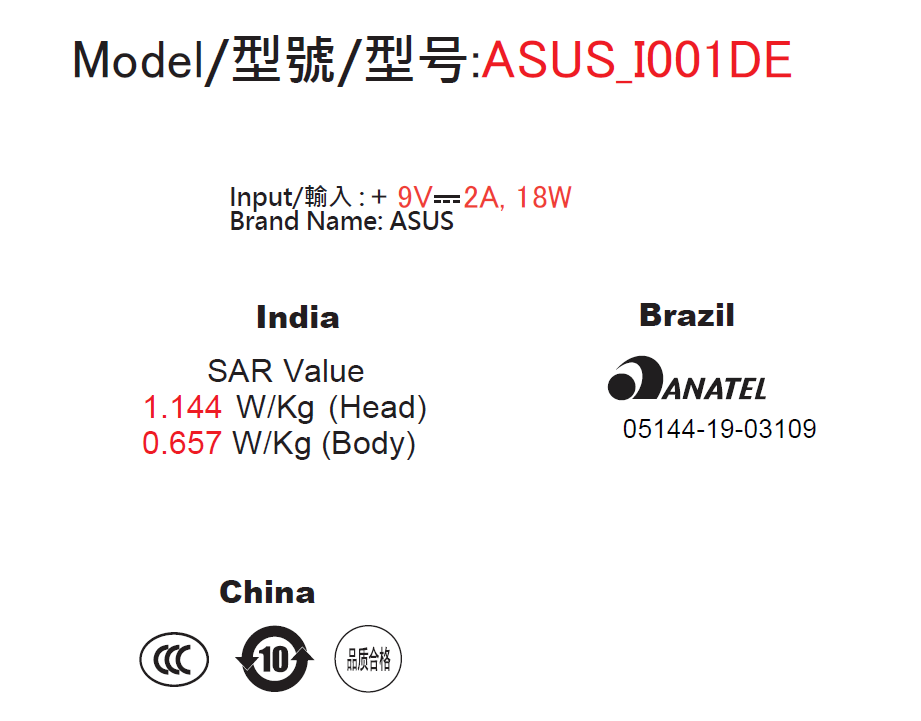 Model/型號/型号:ASUS_I001DE
Input/輸入 : + 9V⎓2A, 18W
Brand Name: ASUS
India
SAR Value
1.144 W/Kg (Head)
0.657 W/Kg (Body)
Brazil
ANATEL
05144-19-03109
China
CCC
10
品质合格